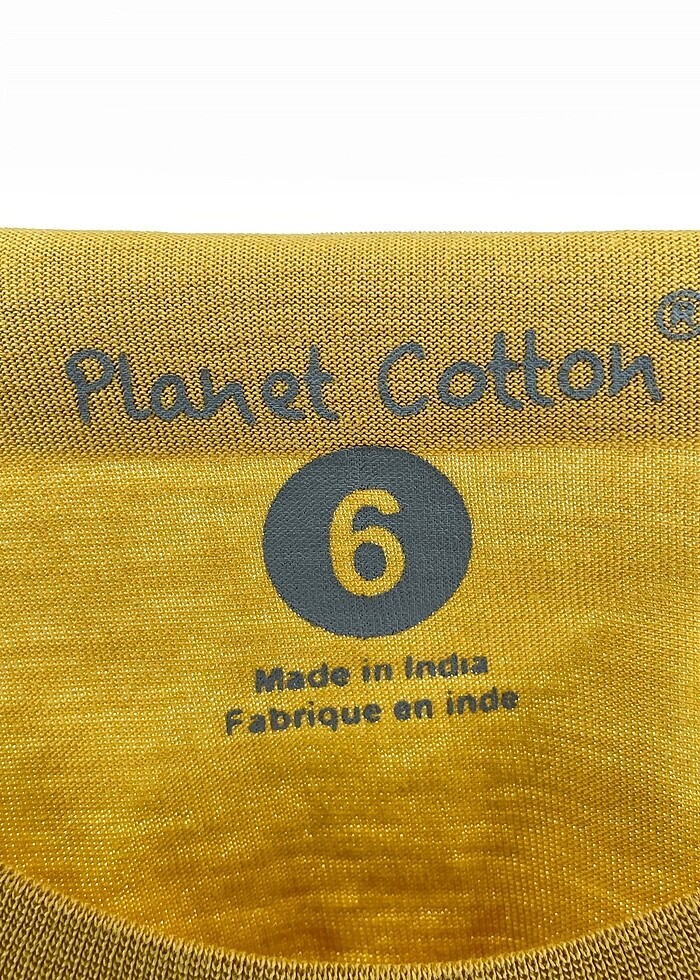 Planet Cotton®
6
Made in India
Fabrique en inde